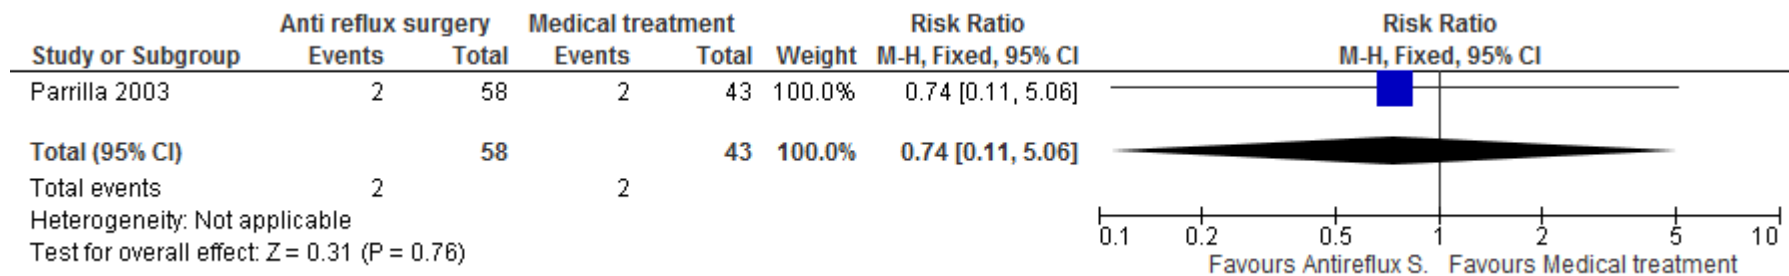 Anti reflux surgery Medical treatment Risk Ratio Risk Ratio
Study or Subgroup Events Total Events Total Weight M-H, Fixed, 95% CI M-H, Fixed, 95% CI
Parrilla 2003 2 58 2 43 100.0% 0.74 [0.11, 5.06]
Total (95% CI) 58 43 100.0% 0.74 [0.11, 5.06]
Total events 2 2
Heterogeneity: Not applicable
Test for overall effect: Z = 0.31 (P = 0.76)
0.1 0.2 0.5 1 2 5 10
Favours Antireflux S. Favours Medical treatment